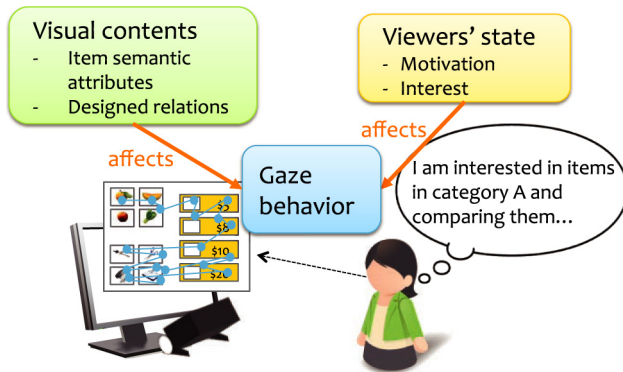 Visual contents
- Item semantic
attributes
- Designed relations
Viewers' state
- Motivation
- Interest
affects
affects
Gaze
behavior
I am interested in items
in category A and
comparing them...
$5
$8
$10
$20